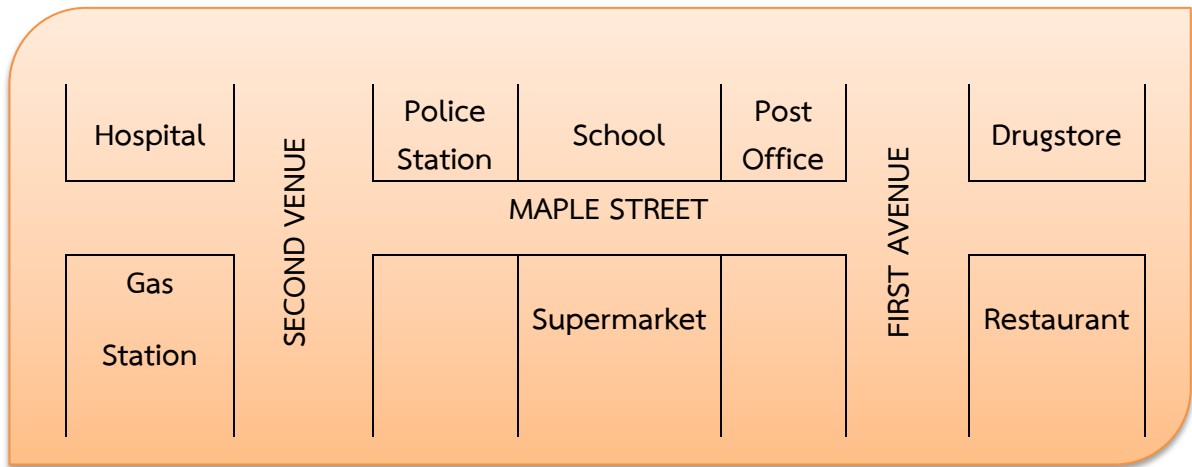 Hospital
Police
Station
School
Post
Office
Drugstore
SECOND VENUE
MAPLE STREET
FIRST AVENUE
Gas
Station
Supermarket
Restaurant